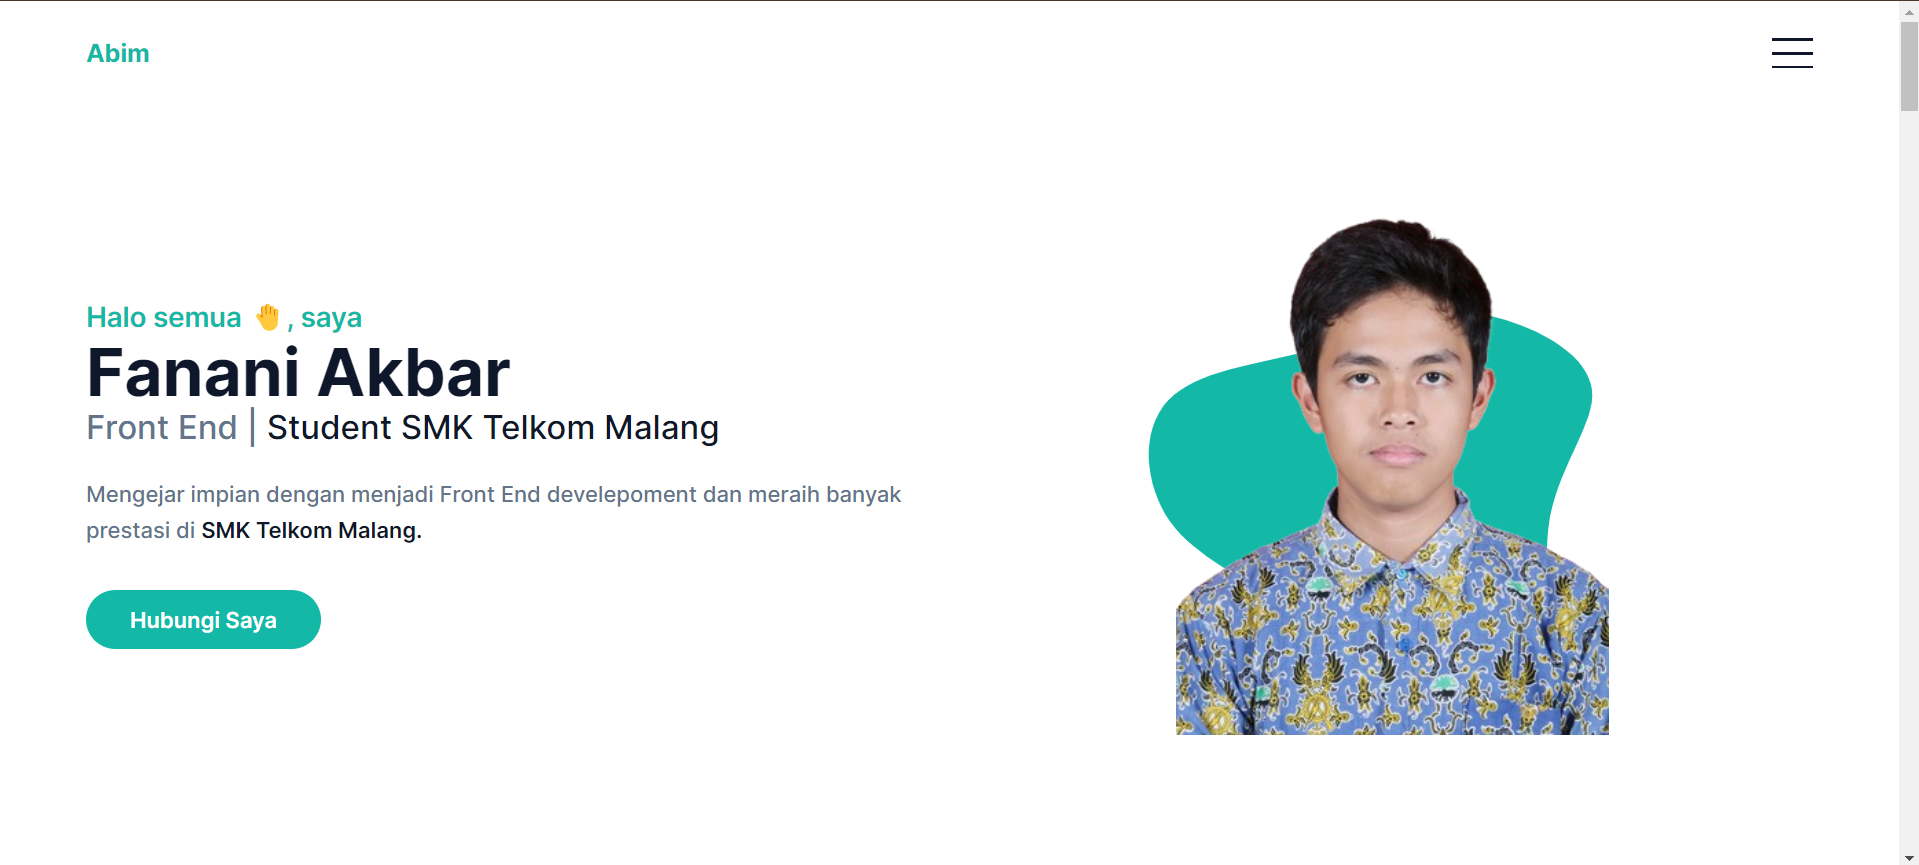 Abim
Halo semua 🤚, saya
Fanani Akbar
Front End | Student SMK Telkom Malang
Mengejar impian dengan menjadi Front End develepoment dan meraih banyak
prestasi di SMK Telkom Malang.
Hubungi Saya